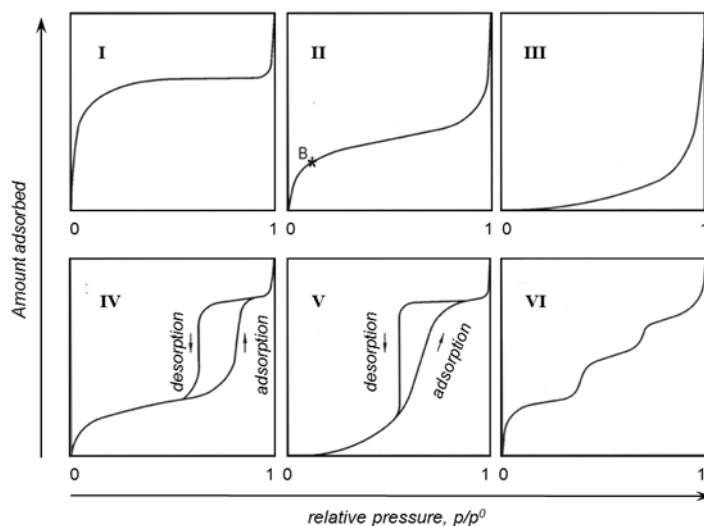 I
II
III
B
0 1
0 1
0 1
Amount adsorbed
IV
desorption
adsorption
V
desorption
adsorption
VI
0 1
0 1
0 1
relative pressure, p/p⁰